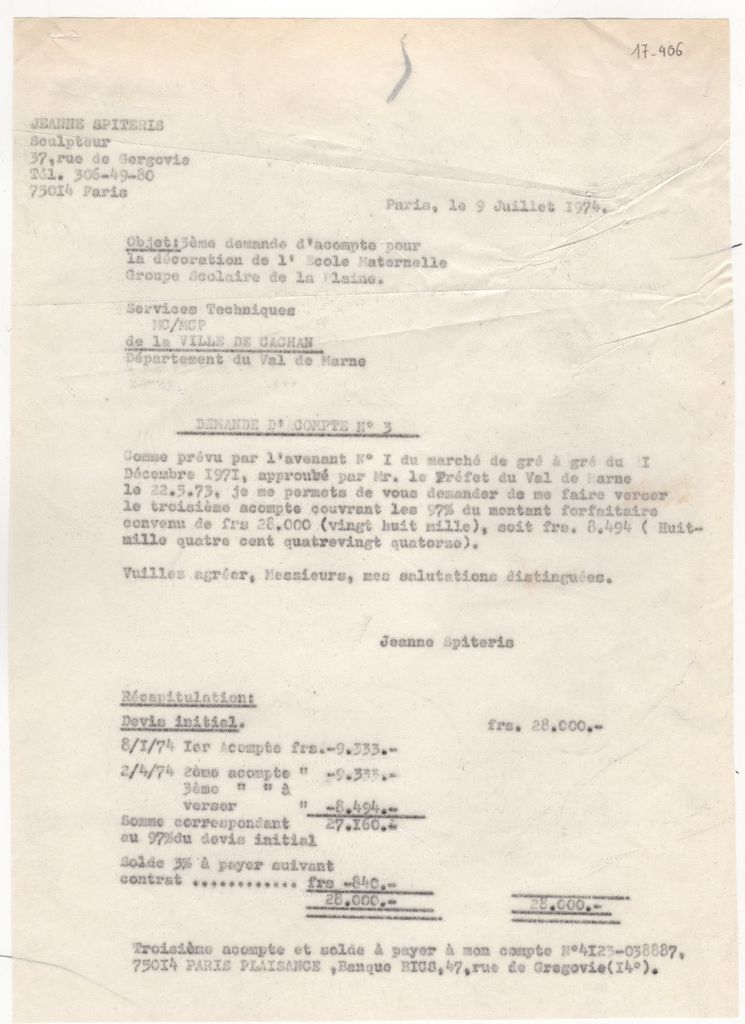 17-406
JEANNE SPITERIS
Sculpteur
37,rue de Gergovie
Tél. 306-49-80
75014 Paris
Paris, le 9 Juillet 1974.
Objet:3ème demande d'acompte pour
la décoration de l' Ecole Maternelle
Groupe Scolaire de la Plaine.
Services Techniques
MC/MGP
de la VILLE DE CACHAN
Département du Val de Marne
DEMANDE D'ACOMPTE N° 3
Comme prévu par l'avenant N° I du marché de gré à gré du I
Décembre 1971, approuvé par Mr. le Préfet du Val de Marne
le 22.5.73, je me permets de vous demander de me faire verser
le troisième acompte couvrant les 97% du montant forfaitaire
convenu de frs 28.000 (vingt huit mille), soit frs. 8.494 ( Huit-
mille quatre cent quatrevingt quatorze).
Vuillez agréer, Messieurs, mes salutations distinguées.
Jeanne Spiteris
Récapitulation:
Devis initial. frs. 28.000.-
8/I/74 Ier Acompte frs.-9.333.-
2/4/74 2ème acompte " -9.333.-
3ème " " à
verser " -8.494.-
Somme correspondant 27.160.-
au 97%du devis initial
Solde 3% à payer suivant
contrat ............ frs -840.-
28.000.- 28.000.-
Troisième acompte et solde à payer à mon compte N°4123-038887,
75014 PARIS PLAISANCE ,Banque BICS,47,rue de Gregovie(14°).